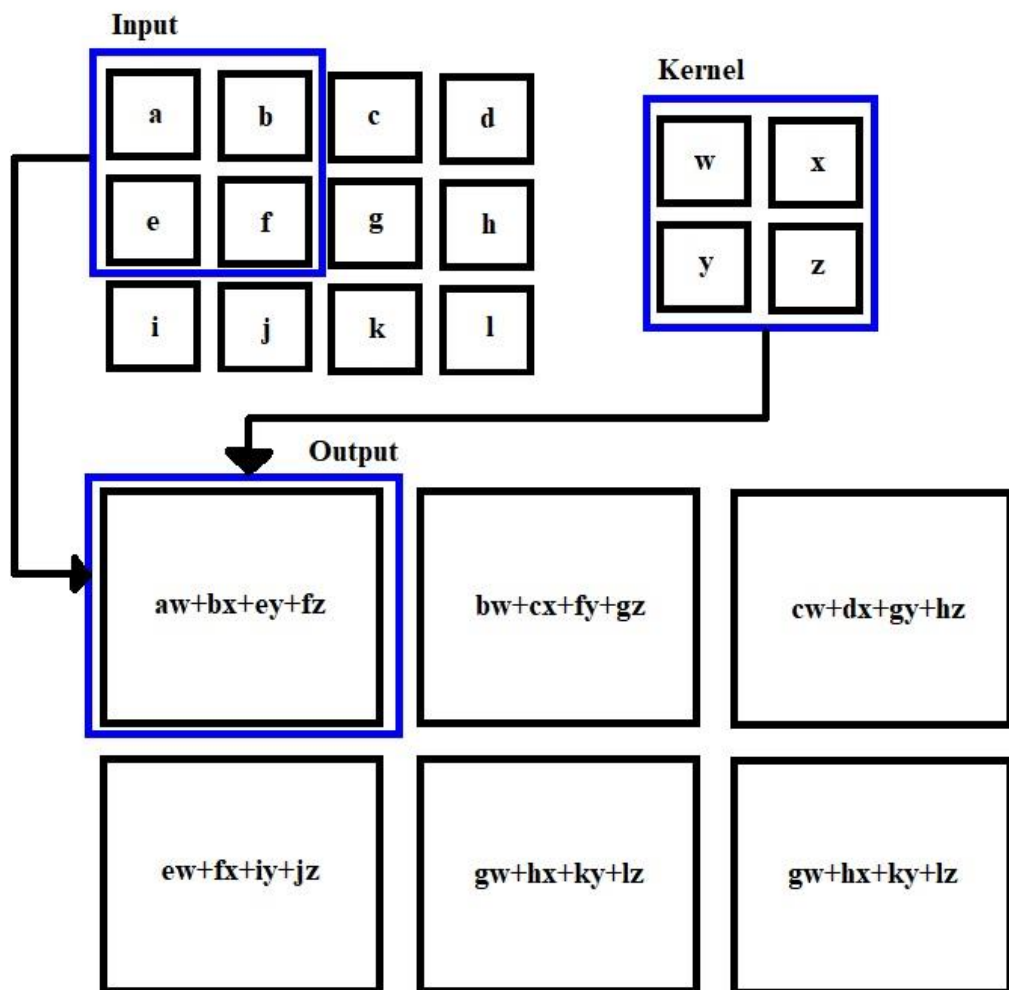 Input
Kernel
a b c d
w x
e f g h
y z
i j k l
Output
aw+bx+ey+fz bw+cx+fy+gz cw+dx+gy+hz
ew+fx+iy+jz gw+hx+ky+lz gw+hx+ky+lz